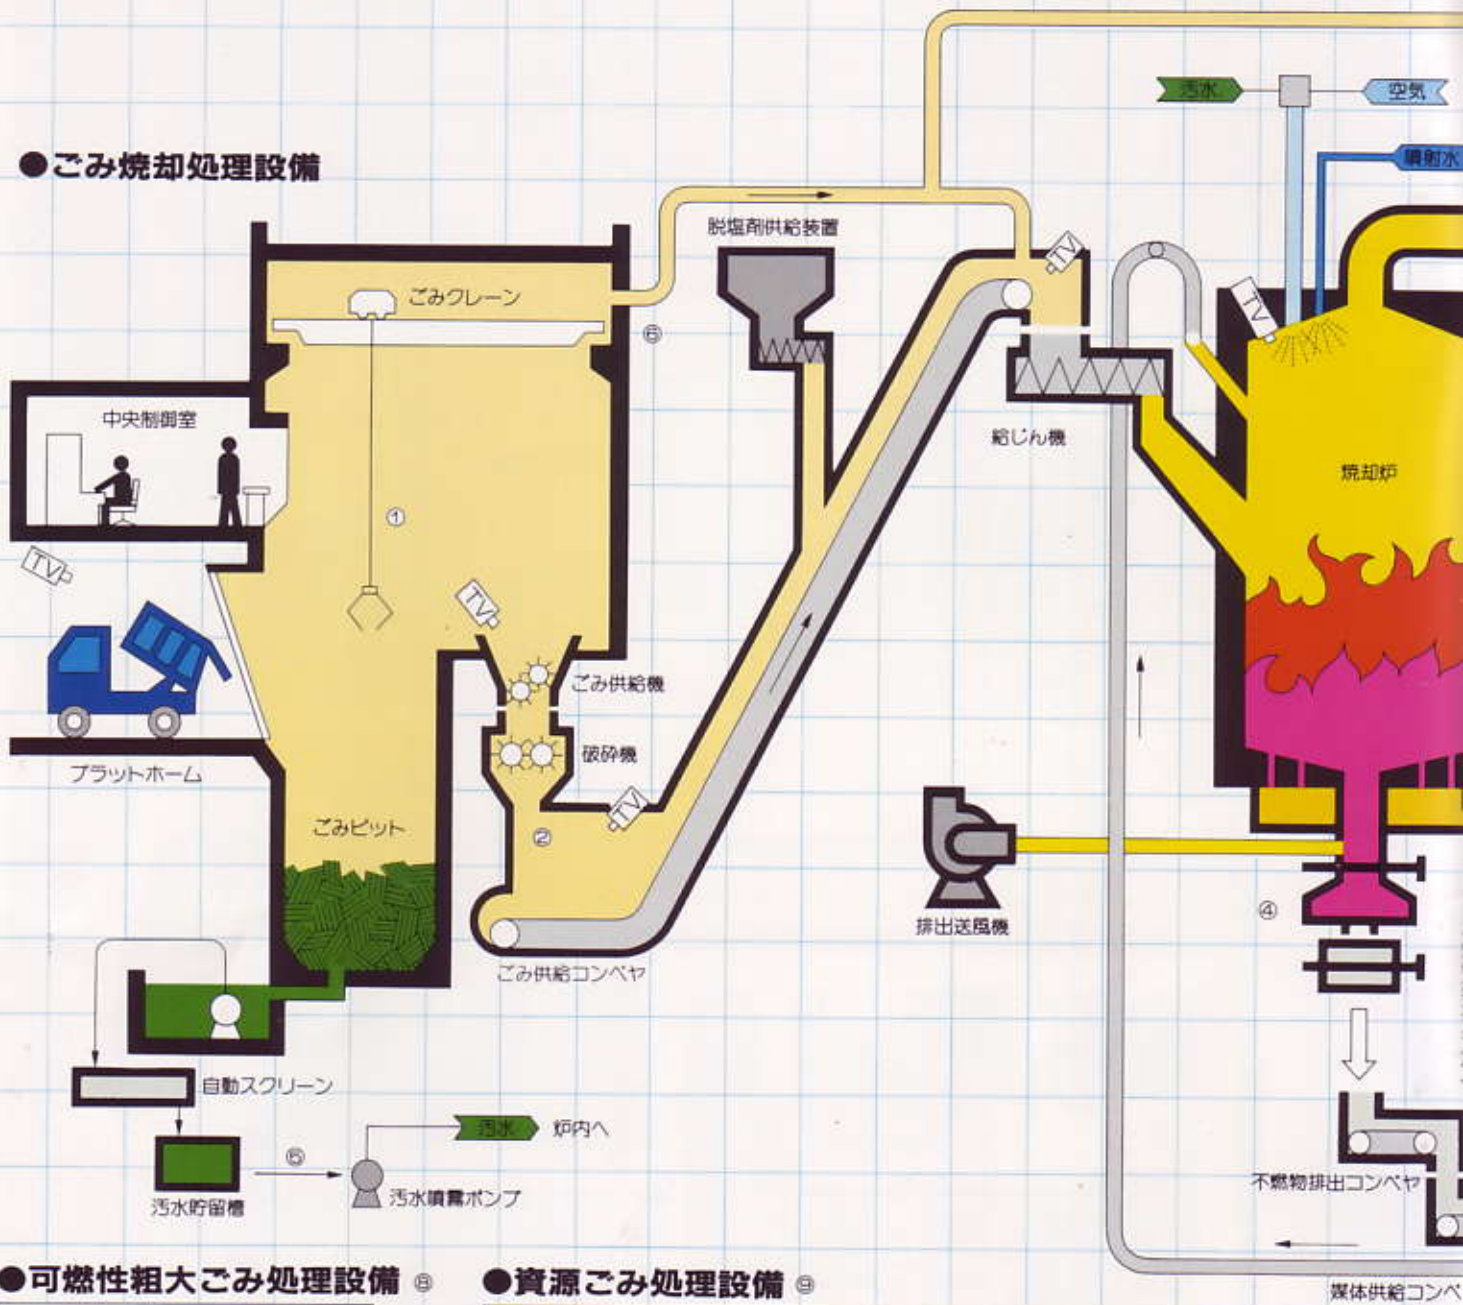 汚水
空気
●ごみ焼却処理設備
噴射水
脱塩剤供給装置
TV
ごみクレーン
TV
⑥
中央制御室
給じん機
焼却炉
①
TV
TV
ごみ供給機
破砕機
プラットホーム
TV
ごみピット
②
④
排出送風機
ごみ供給コンベヤ
自動スクリーン
汚水
炉内へ
⑤
不燃物排出コンベヤ
汚水貯留槽
汚水噴霧ポンプ
●可燃性粗大ごみ処理設備 ⑧
●資源ごみ処理設備 ⑨
媒体供給コンベ